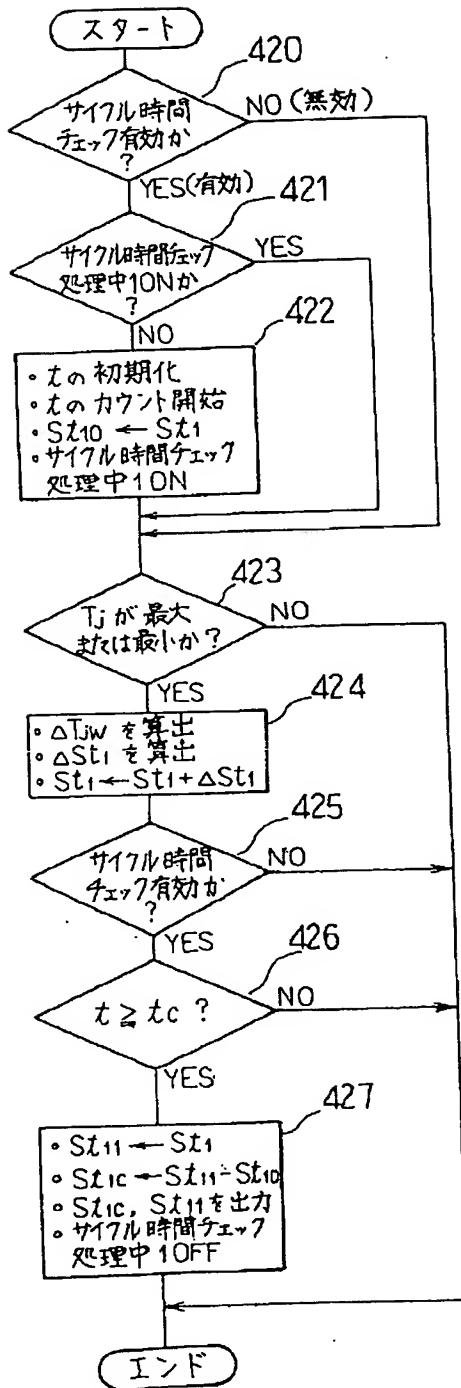 スタート
420
サイクル時間
チェック有効か
?
NO (無効)
YES(有効)
421
サイクル時間チェック
処理中1ONか
?
YES
NO
422
• tの初期化
• tのカウント開始
• St10 ← St1
• サイクル時間チェック
処理中1ON
423
Tjが最大
または最小か?
NO
YES
424
• ΔTjwを算出
• ΔSt1を算出
• St1 ← St1 + ΔSt1
425
サイクル時間
チェック有効か
?
NO
YES
426
t ≧ tc ?
NO
YES
427
• St11 ← St1
• St1c ← St11 − St10
• St1c, St11を出力
• サイクル時間チェック
処理中1OFF
エンド